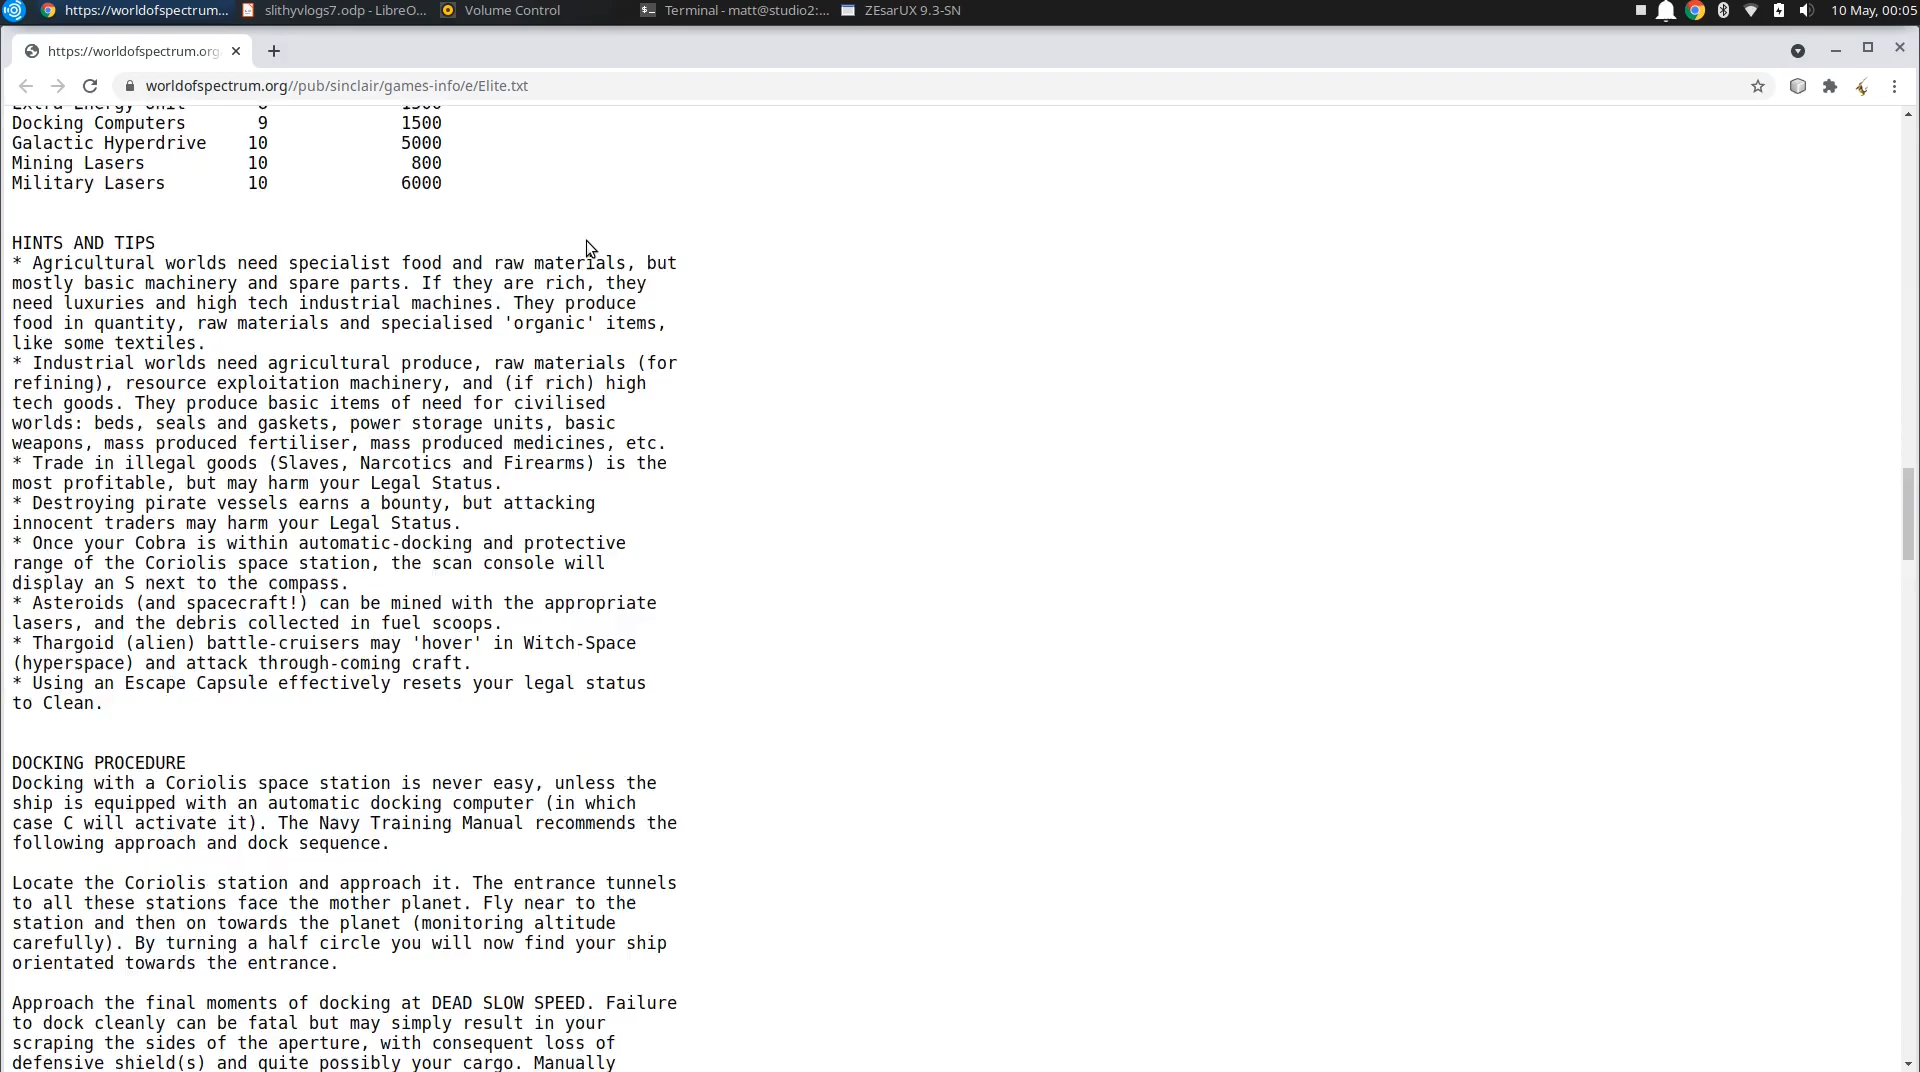 https://worldofspectrum... slithyvlogs7.odp - LibreO... Volume Control Terminal - matt@studio2:... ZEsarUX 9.3-SN 10 May, 00:05
https://worldofspectrum.org
worldofspectrum.org//pub/sinclair/games-info/e/Elite.txt
Extra Energy Unit 8 1500
Docking Computers 9 1500
Galactic Hyperdrive 10 5000
Mining Lasers 10 800
Military Lasers 10 6000
HINTS AND TIPS
* Agricultural worlds need specialist food and raw materials, but
mostly basic machinery and spare parts. If they are rich, they
need luxuries and high tech industrial machines. They produce
food in quantity, raw materials and specialised 'organic' items,
like some textiles.
* Industrial worlds need agricultural produce, raw materials (for
refining), resource exploitation machinery, and (if rich) high
tech goods. They produce basic items of need for civilised
worlds: beds, seals and gaskets, power storage units, basic
weapons, mass produced fertiliser, mass produced medicines, etc.
* Trade in illegal goods (Slaves, Narcotics and Firearms) is the
most profitable, but may harm your Legal Status.
* Destroying pirate vessels earns a bounty, but attacking
innocent traders may harm your Legal Status.
* Once your Cobra is within automatic-docking and protective
range of the Coriolis space station, the scan console will
display an S next to the compass.
* Asteroids (and spacecraft!) can be mined with the appropriate
lasers, and the debris collected in fuel scoops.
* Thargoid (alien) battle-cruisers may 'hover' in Witch-Space
(hyperspace) and attack through-coming craft.
* Using an Escape Capsule effectively resets your legal status
to Clean.
DOCKING PROCEDURE
Docking with a Coriolis space station is never easy, unless the
ship is equipped with an automatic docking computer (in which
case C will activate it). The Navy Training Manual recommends the
following approach and dock sequence.
Locate the Coriolis station and approach it. The entrance tunnels
to all these stations face the mother planet. Fly near to the
station and then on towards the planet (monitoring altitude
carefully). By turning a half circle you will now find your ship
orientated towards the entrance.
Approach the final moments of docking at DEAD SLOW SPEED. Failure
to dock cleanly can be fatal but may simply result in your
scraping the sides of the aperture, with consequent loss of
defensive shield(s) and quite possibly your cargo. Manually